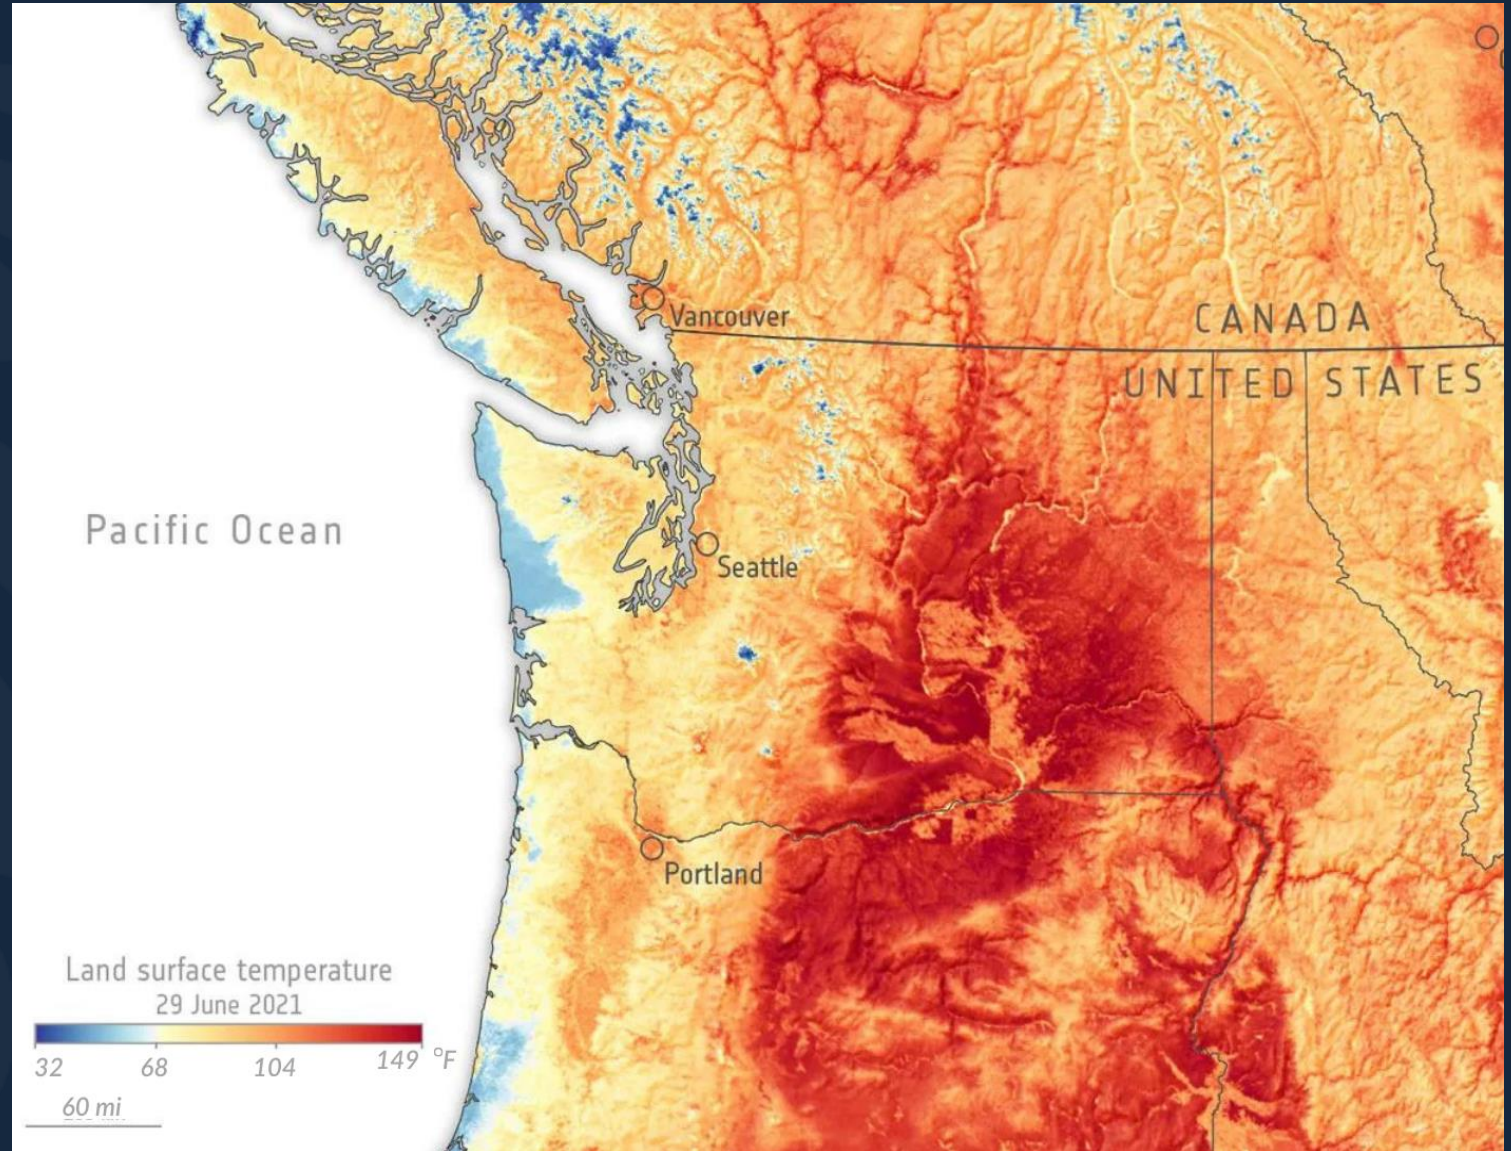 Vancouver
CANADA
UNITED STATES
Pacific Ocean
Seattle
Portland
Land surface temperature
29 June 2021
32 68 104 149 °F
60 mi